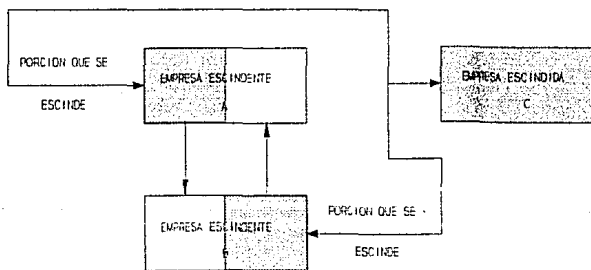 PORCION QUE SE
ESCINDE
EMPRESA ESCINDENTE
A
EMPRESA ESCINDIDA
C
EMPRESA ESCINDENTE
PORCION QUE SE
ESCINDE